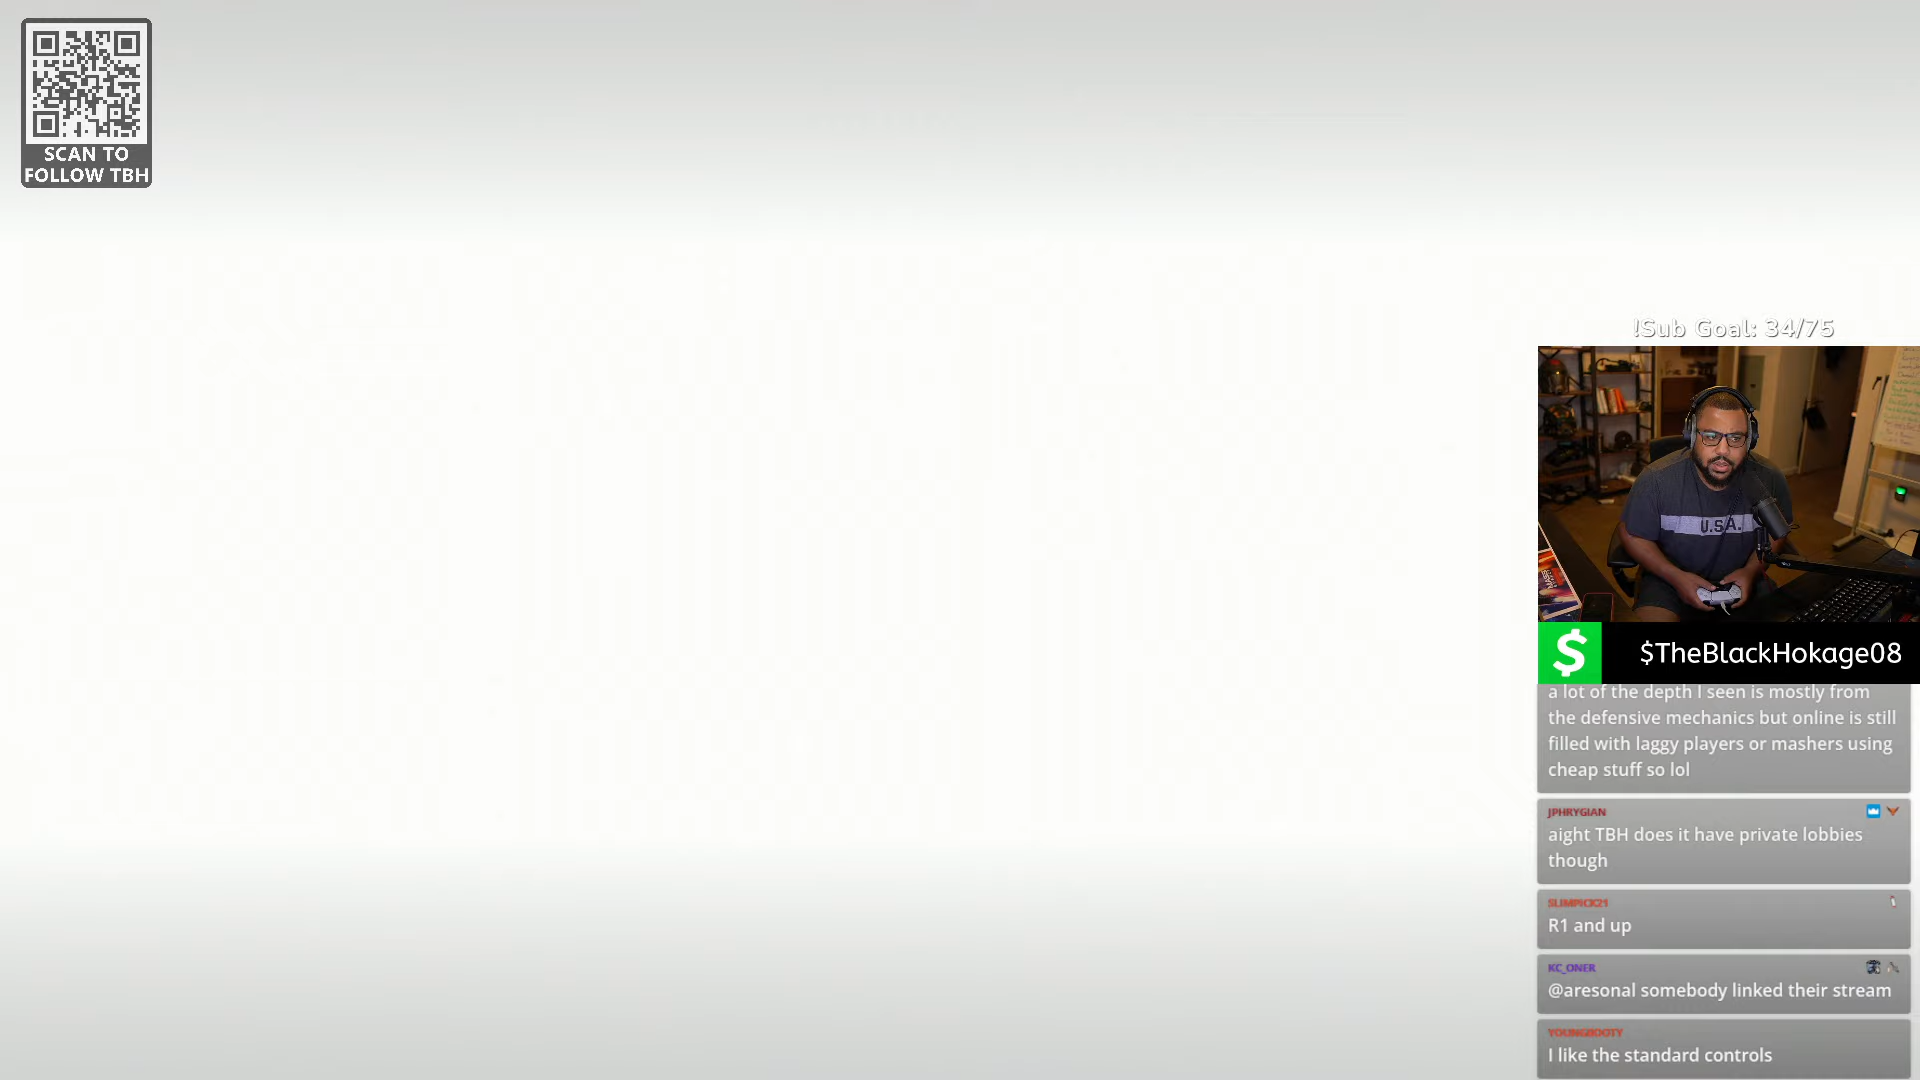 SCAN TO
FOLLOW TBH
!Sub Goal: 34/75
U.S.A.
$TheBlackHokage08
a lot of the depth I seen is mostly from
the defensive mechanics but online is still
filled with laggy players or mashers using
cheap stuff so lol
JPHRYGIAN
aight TBH does it have private lobbies
though
SLIMPICK21
R1 and up
KC_ONER
@aresonal somebody linked their stream
YOUNGBOOTY
I like the standard controls